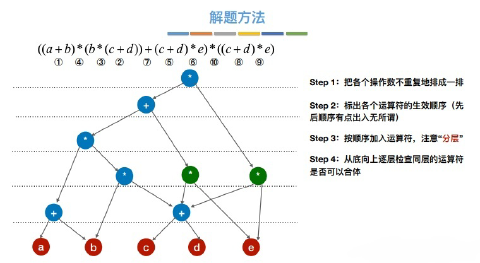 解题方法
((a+b)*(b*(c+d))+(c+d)*e)*((c+d)*e)
① ④ ③ ② ⑦ ⑤ ⑥ ⑩ ⑧ ⑨
*
+
*
* * *
+ +
a b c d e
Step 1：把各个操作数不重复地排成一排
Step 2：标出各个运算符的生效顺序（先
后顺序有点出入无所谓）
Step 3：按顺序加入运算符，注意“分层”
Step 4：从底向上逐层检查同层的运算符
是否可以合体